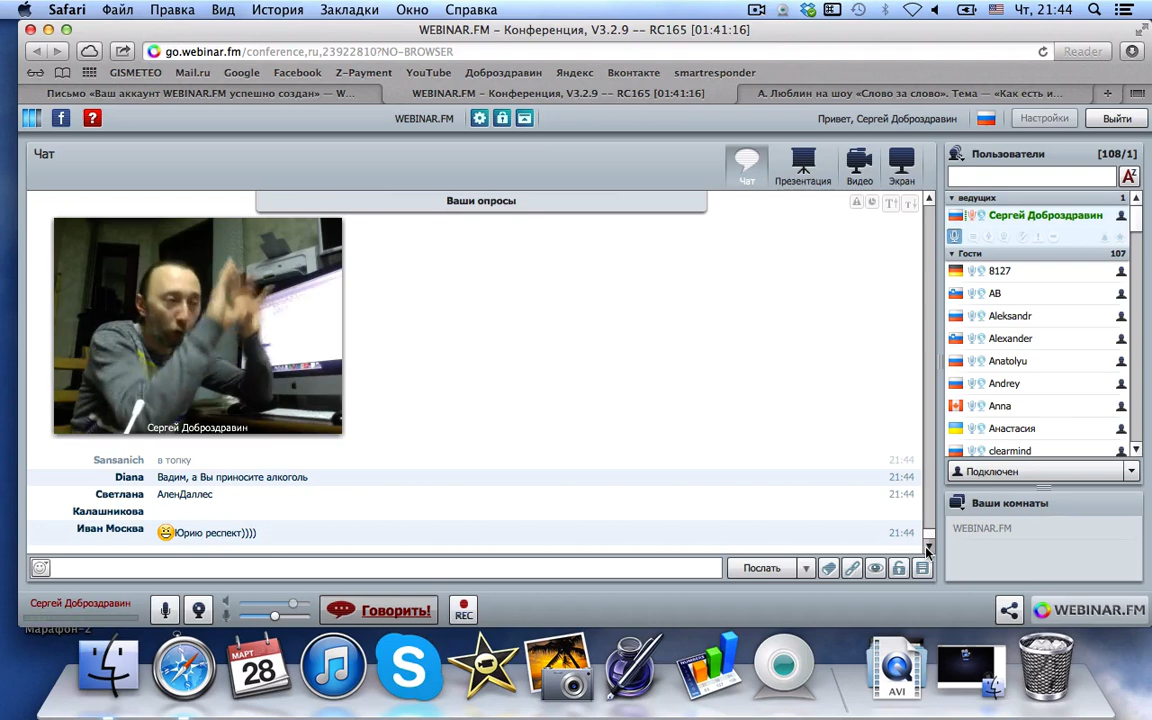 Safari Файл Правка Вид История Закладки Окно Справка Чт, 21:44
WEBINAR.FM – Конференция, V3.2.9 — RC165 [01:41:16]
go.webinar.fm/conference,ru,23922810?NO-BROWSER Reader
GISMETEO Mail.ru Google Facebook Z-Payment YouTube Доброздравин Яндекс Вконтакте smartresponder
Письмо «Ваш аккаунт WEBINAR.FM успешно создан» — W... WEBINAR.FM – Конференция, V3.2.9 — RC165 [01:41:16] А. Люблин на шоу «Слово за слово». Тема — «Как есть и...
f ? WEBINAR.FM Привет, Сергей Доброздравин Настройки Выйти
Чат
Чат Презентация Видео Экран
Ваши опросы
Сергей Доброздравин
Sansanich в топку 21:44
Diana Вадим, а Вы приносите алкоголь 21:44
Светлана АленДаллес 21:44
Калашникова
Иван Москва Юрию респект)))) 21:44
Послать
Пользователи [108/1]
ведущих 1
Сергей Доброздравин
Гости 107
8127
AB
Aleksandr
Alexander
Anatolyu
Andrey
Anna
Анастасия
clearmind
Подключен
Ваши комнаты
WEBINAR.FM
Сергей Доброздравин Говорить! REC WEBINAR.FM
Марафон-2
МАРТ
28
NUMBERS
AVI